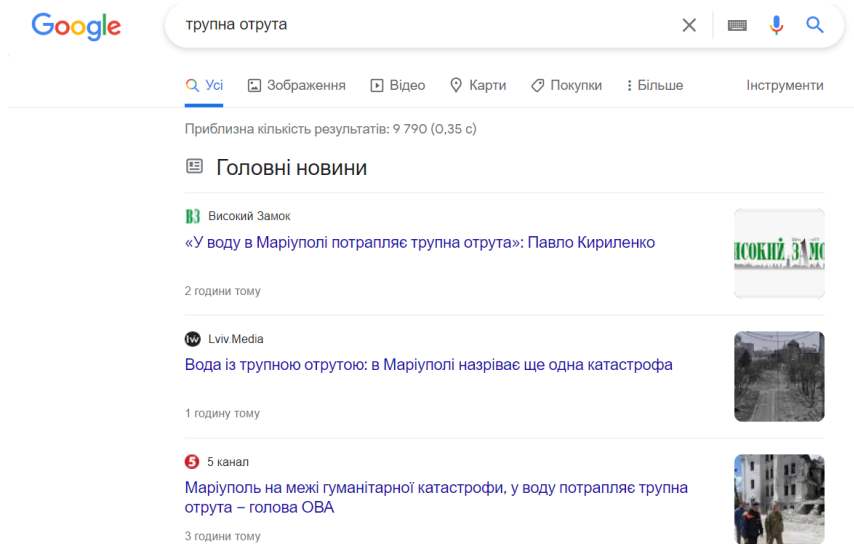 Google
трупна отрута
Усі
Зображення
Відео
Карти
Покупки
Більше
Інструменти
Приблизна кількість результатів: 9 790 (0,35 с)
Головні новини
ВЗ Високий Замок
«У воду в Маріуполі потрапляє трупна отрута»: Павло Кириленко
2 години тому
lw Lviv.Media
Вода із трупною отрутою: в Маріуполі назріває ще одна катастрофа
1 годину тому
5 5 канал
Маріуполь на межі гуманітарної катастрофи, у воду потрапляє трупна
отрута – голова ОВА
3 години тому